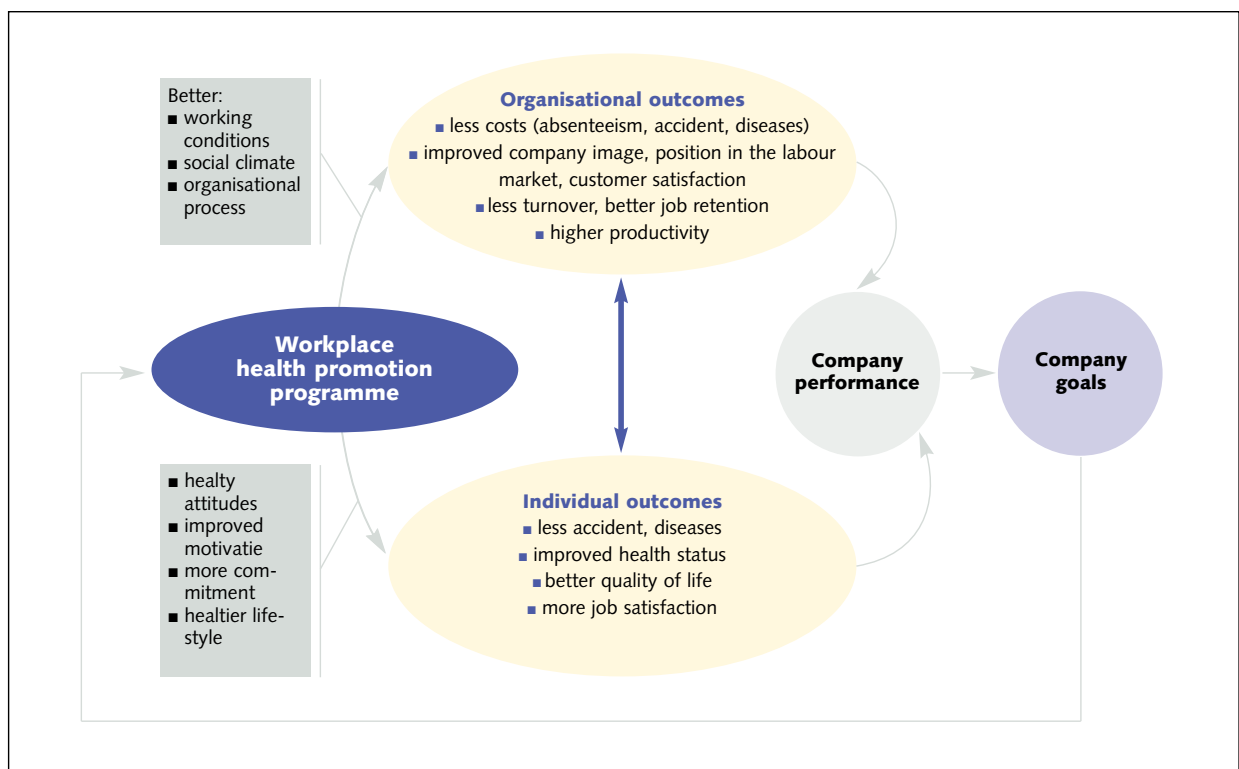 Better:
■ working
conditions
■ social climate
■ organisational
process
Organisational outcomes
■ less costs (absenteeism, accident, diseases)
■ improved company image, position in the labour
market, customer satisfaction
■ less turnover, better job retention
■ higher productivity
Workplace
health promotion
programme
Company
performance
Company
goals
■ healty
attitudes
■ improved
motivatie
■ more com-
mitment
■ healthier life-
style
Individual outcomes
■ less accident, diseases
■ improved health status
■ better quality of life
■ more job satisfaction